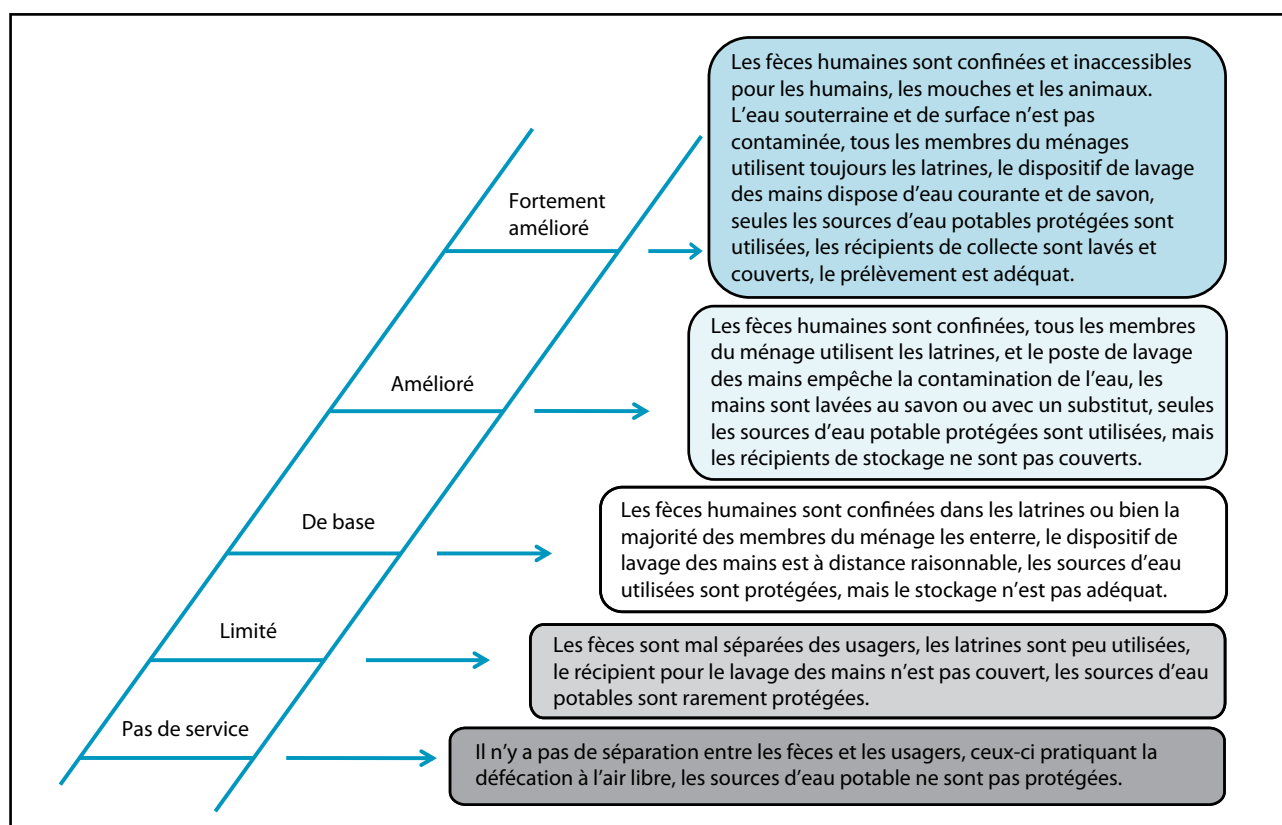 Les fèces humaines sont confinées et inaccessibles
pour les humains, les mouches et les animaux.
L’eau souterraine et de surface n’est pas
contaminée, tous les membres du ménages
utilisent toujours les latrines, le dispositif de lavage
des mains dispose d’eau courante et de savon,
seules les sources d’eau potables protégées sont
utilisées, les récipients de collecte sont lavés et
couverts, le prélèvement est adéquat.
Fortement
amélioré
Les fèces humaines sont confinées, tous les membres
du ménage utilisent les latrines, et le poste de lavage
des mains empêche la contamination de l’eau, les
mains sont lavées au savon ou avec un substitut, seules
les sources d’eau potable protégées sont utilisées, mais
les récipients de stockage ne sont pas couverts.
Amélioré
Les fèces humaines sont confinées dans les latrines ou bien la
majorité des membres du ménage les enterre, le dispositif de
lavage des mains est à distance raisonnable, les sources d’eau
utilisées sont protégées, mais le stockage n’est pas adéquat.
De base
Limité
Les fèces sont mal séparées des usagers, les latrines sont peu utilisées,
le récipient pour le lavage des mains n’est pas couvert, les sources d’eau
potables sont rarement protégées.
Pas de service
Il n’y a pas de séparation entre les fèces et les usagers, ceux-ci pratiquant la
défécation à l’air libre, les sources d’eau potable ne sont pas protégées.